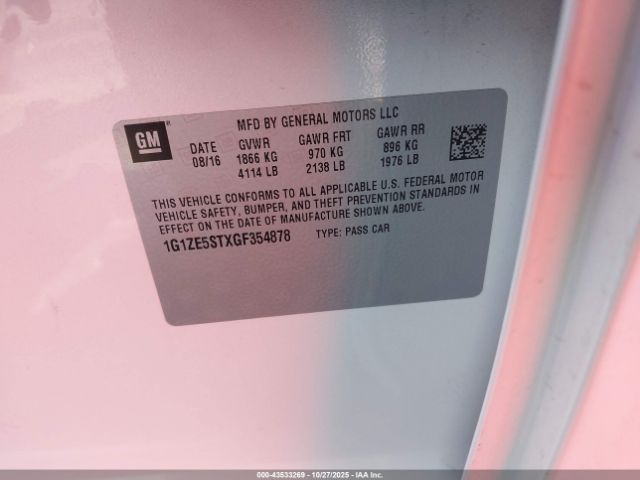 GM ®
MFD BY GENERAL MOTORS LLC
DATE GVWR GAWR FRT GAWR RR
08/16 1866 KG 970 KG 896 KG
4114 LB 2138 LB 1976 LB
THIS VEHICLE CONFORMS TO ALL APPLICABLE U.S. FEDERAL MOTOR
VEHICLE SAFETY, BUMPER, AND THEFT PREVENTION STANDARDS IN
EFFECT ON THE DATE OF MANUFACTURE SHOWN ABOVE.
1G1ZE5STXGF354878 TYPE: PASS CAR
000-43533269 - 10/27/2025 - IAA Inc.